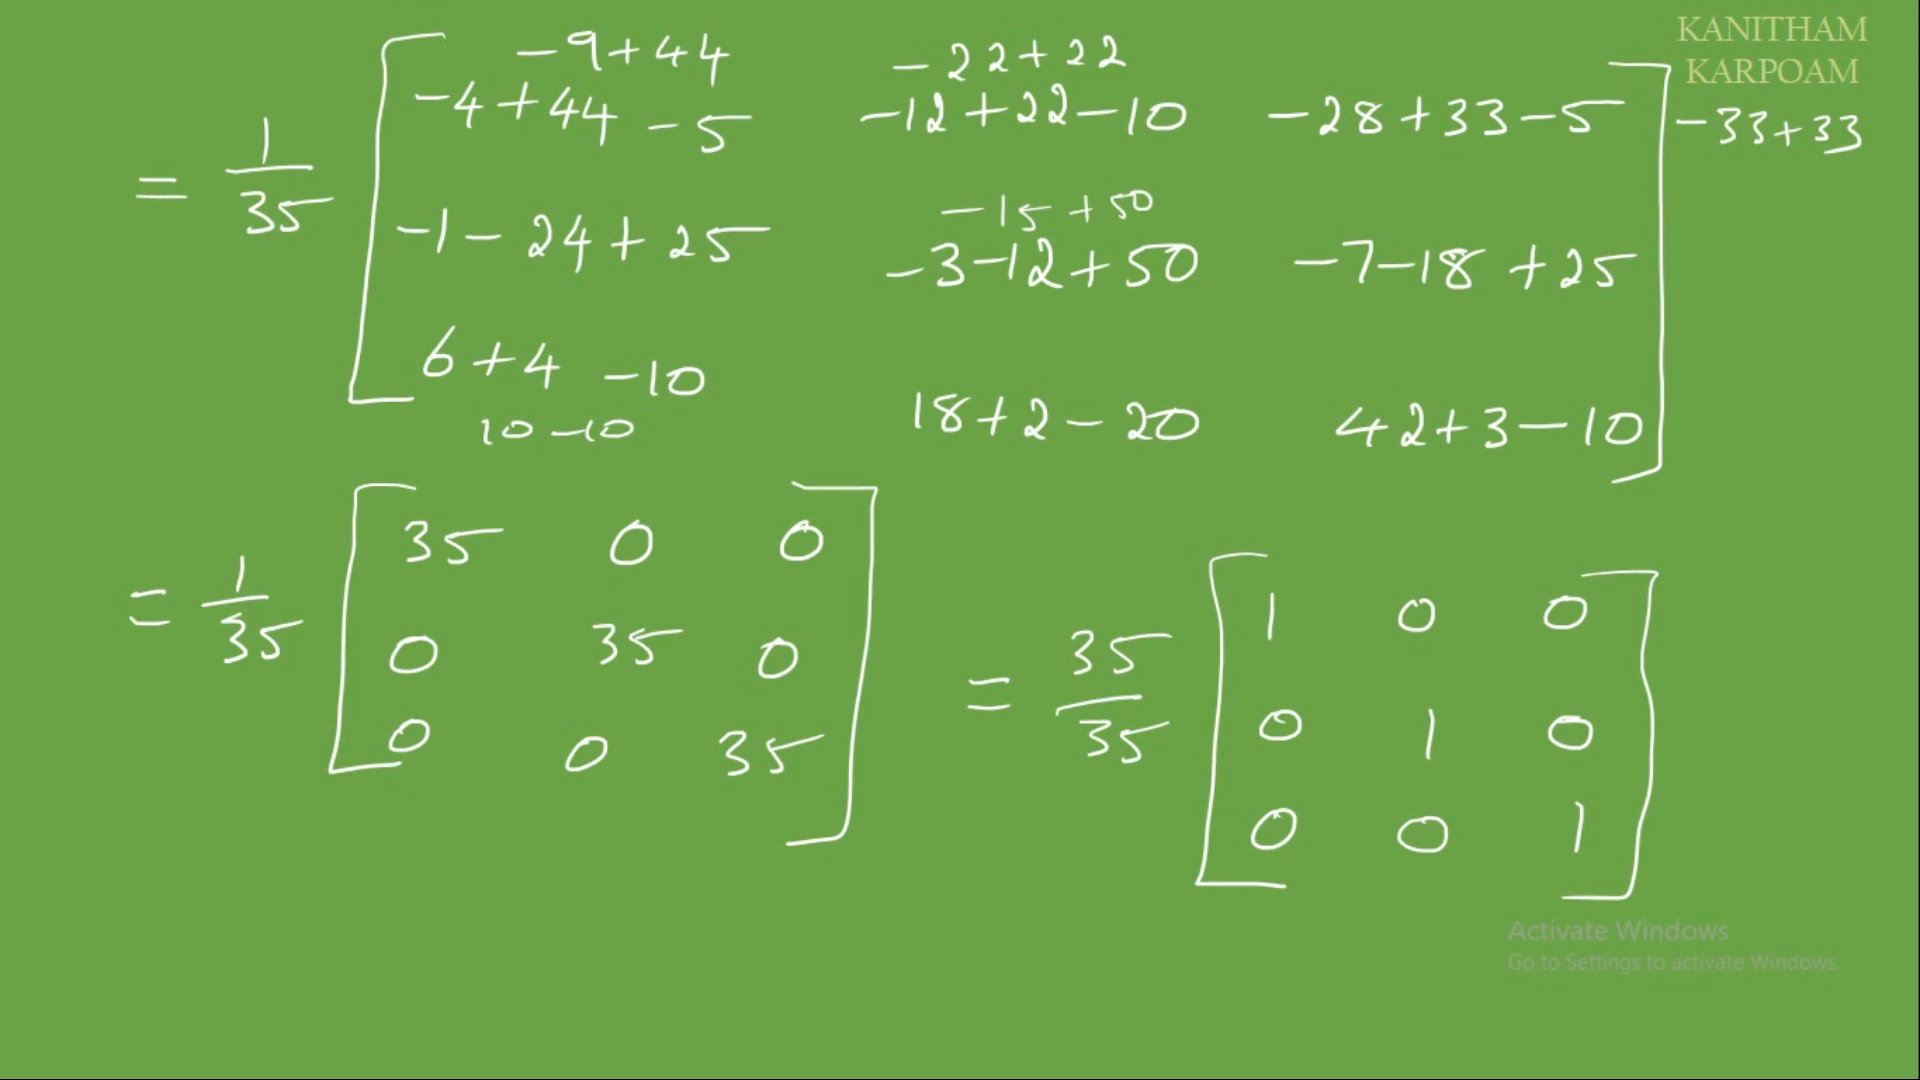 KANITHAM
KARPOAM
-9+44 -22+22
-4+44-5 -12+22-10 -28+33-5 -33+33
= 1/35
-15+50
-1-24+25 -3-12+50 -7-18+25
6+4-10 18+2-20 42+3-10
10-10
35 0 0
= 1/35 0 35 0
0 0 35
1 0 0
= 35/35 0 1 0
0 0 1
Activate Windows
Go to Settings to activate Windows.